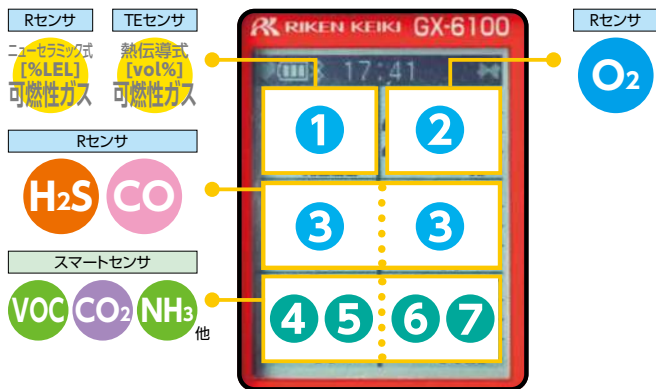 Rセンサ
ニューセラミック式
[%LEL]
可燃性ガス
TEセンサ
熱伝導式
[vol%]
可燃性ガス
RIKEN KEIKI GX-6100
17:41
Rセンサ
O₂
1
2
Rセンサ
H₂S
CO
3
3
スマートセンサ
VOC
CO₂
NH₃
他
4
5
6
7